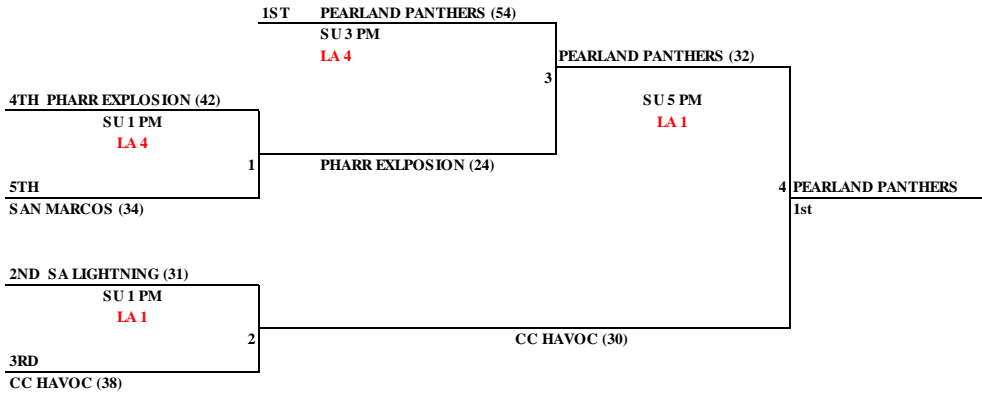 1ST PEARLAND PANTHERS (54)
SU 3 PM
LA 4
PEARLAND PANTHERS (32)
3
4TH PHARR EXPLOSION (42)
SU 5 PM
SU 1 PM
LA 1
LA 4
1
PHARR EXLPOSION (24)
5TH
4 PEARLAND PANTHERS
SAN MARCOS (34)
1st
2ND SA LIGHTNING (31)
SU 1 PM
LA 1
2
CC HAVOC (30)
3RD
CC HAVOC (38)